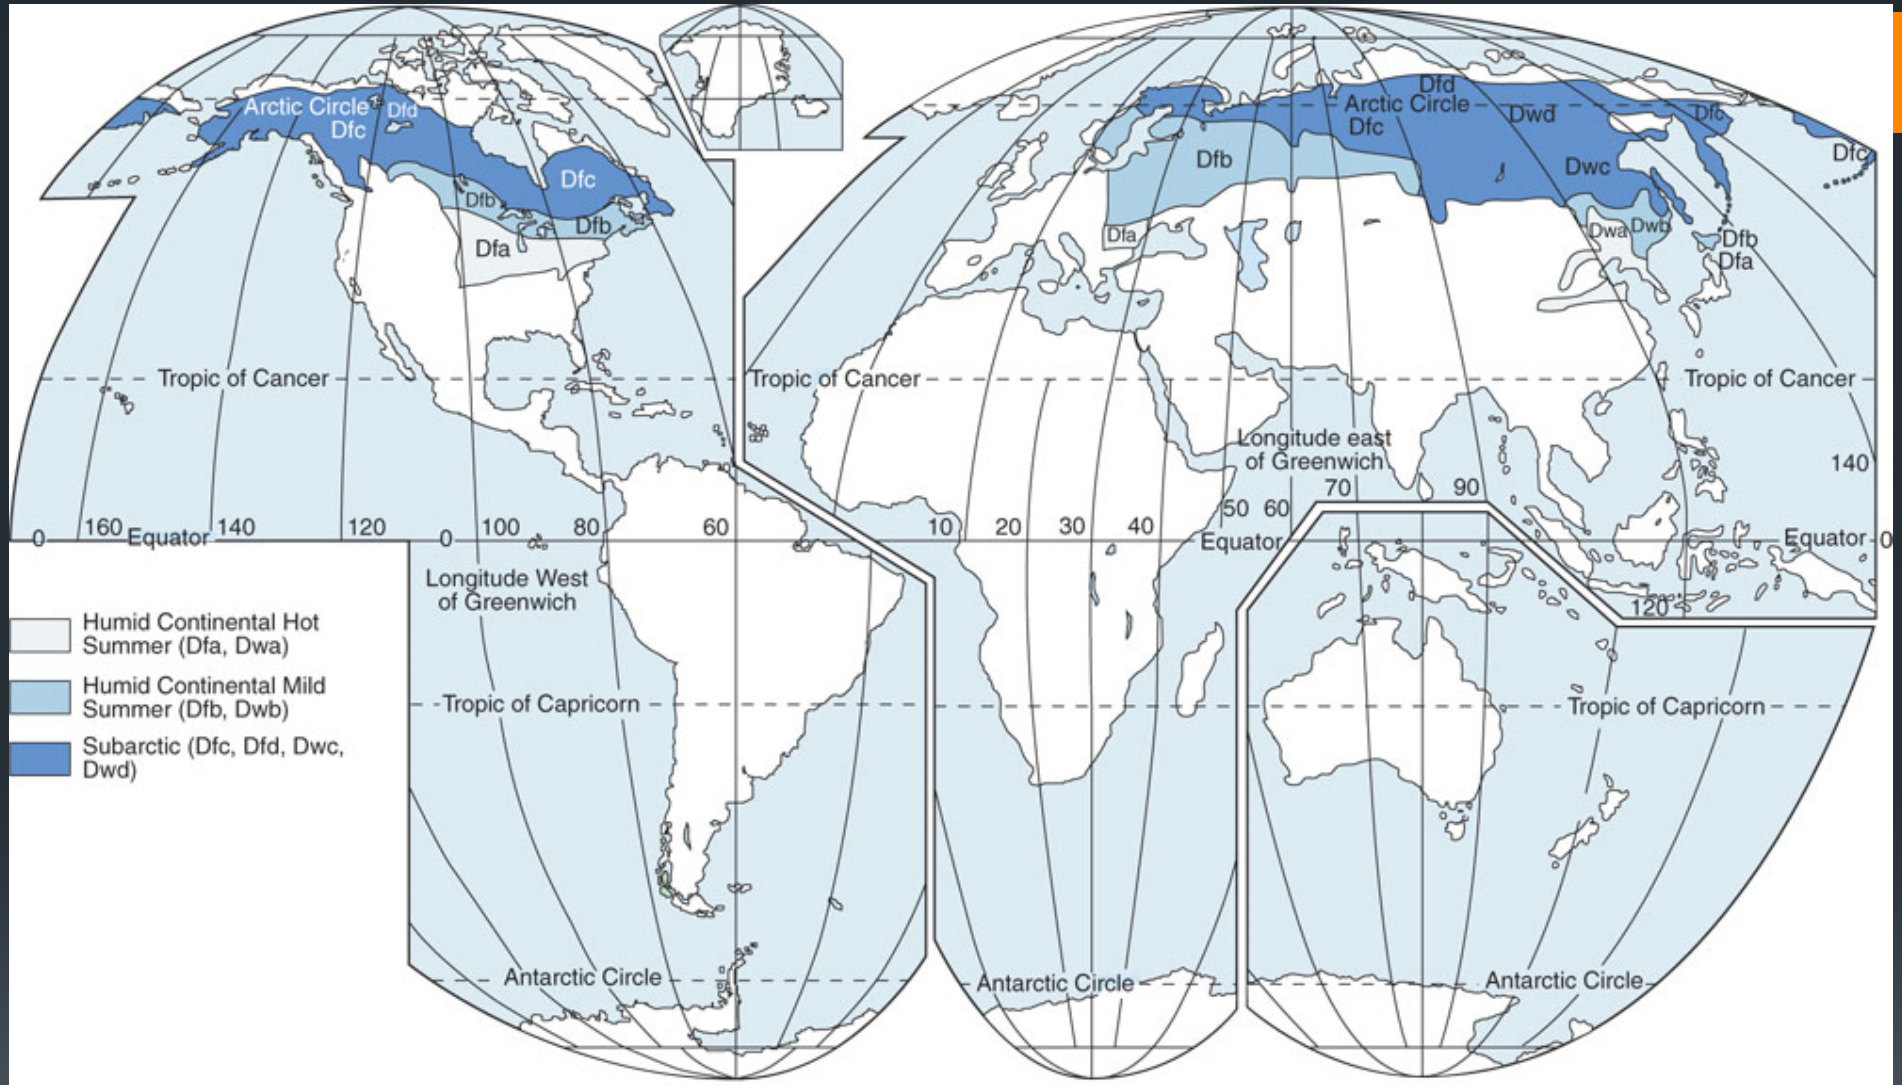 Arctic Circle
Dfd
Dfc
Dfc
Dfb
Dfb
Dfa
Dfd
Arctic Circle
Dfc
Dwd
Dfc
Dfb
Dwc
Dfc
Dfa
Dwa
Dwb
Dfb
Dfa
Tropic of Cancer
Tropic of Cancer
Tropic of Cancer
Longitude east
of Greenwich
140
70
90
50
60
0
160
Equator
140
120
0
100
80
60
10
20
30
40
Equator
Equator
0
Longitude West
of Greenwich
120
Humid Continental Hot
Summer (Dfa, Dwa)
Humid Continental Mild
Summer (Dfb, Dwb)
Subarctic (Dfc, Dfd, Dwc,
Dwd)
Tropic of Capricorn
Tropic of Capricorn
Antarctic Circle
Antarctic Circle
Antarctic Circle